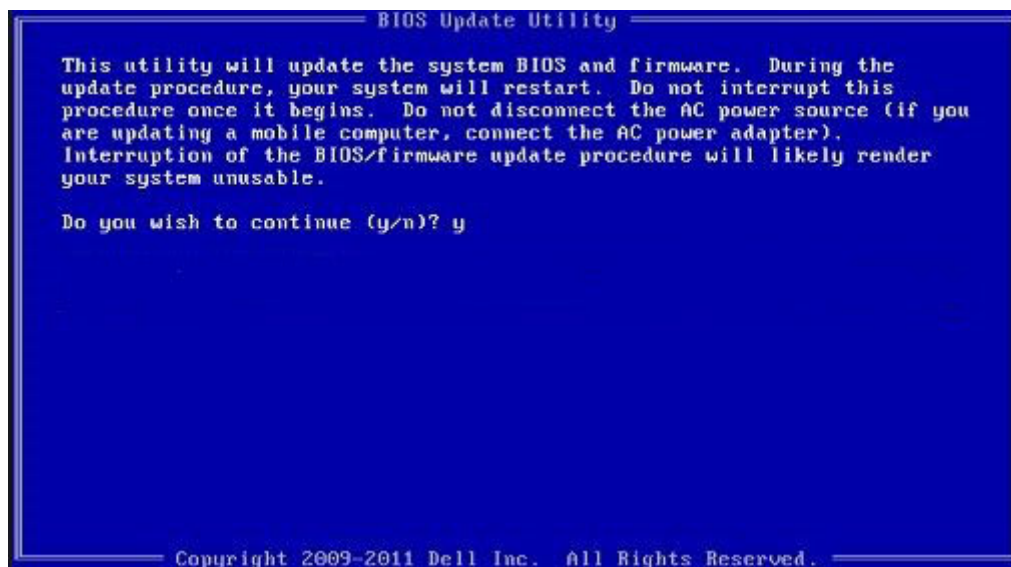 BIOS Update Utility
This utility will update the system BIOS and firmware. During the
update procedure, your system will restart. Do not interrupt this
procedure once it begins. Do not disconnect the AC power source (if you
are updating a mobile computer, connect the AC power adapter).
Interruption of the BIOS/firmware update procedure will likely render
your system unusable.
Do you wish to continue (y/n)? y
Copyright 2009-2011 Dell Inc. All Rights Reserved.